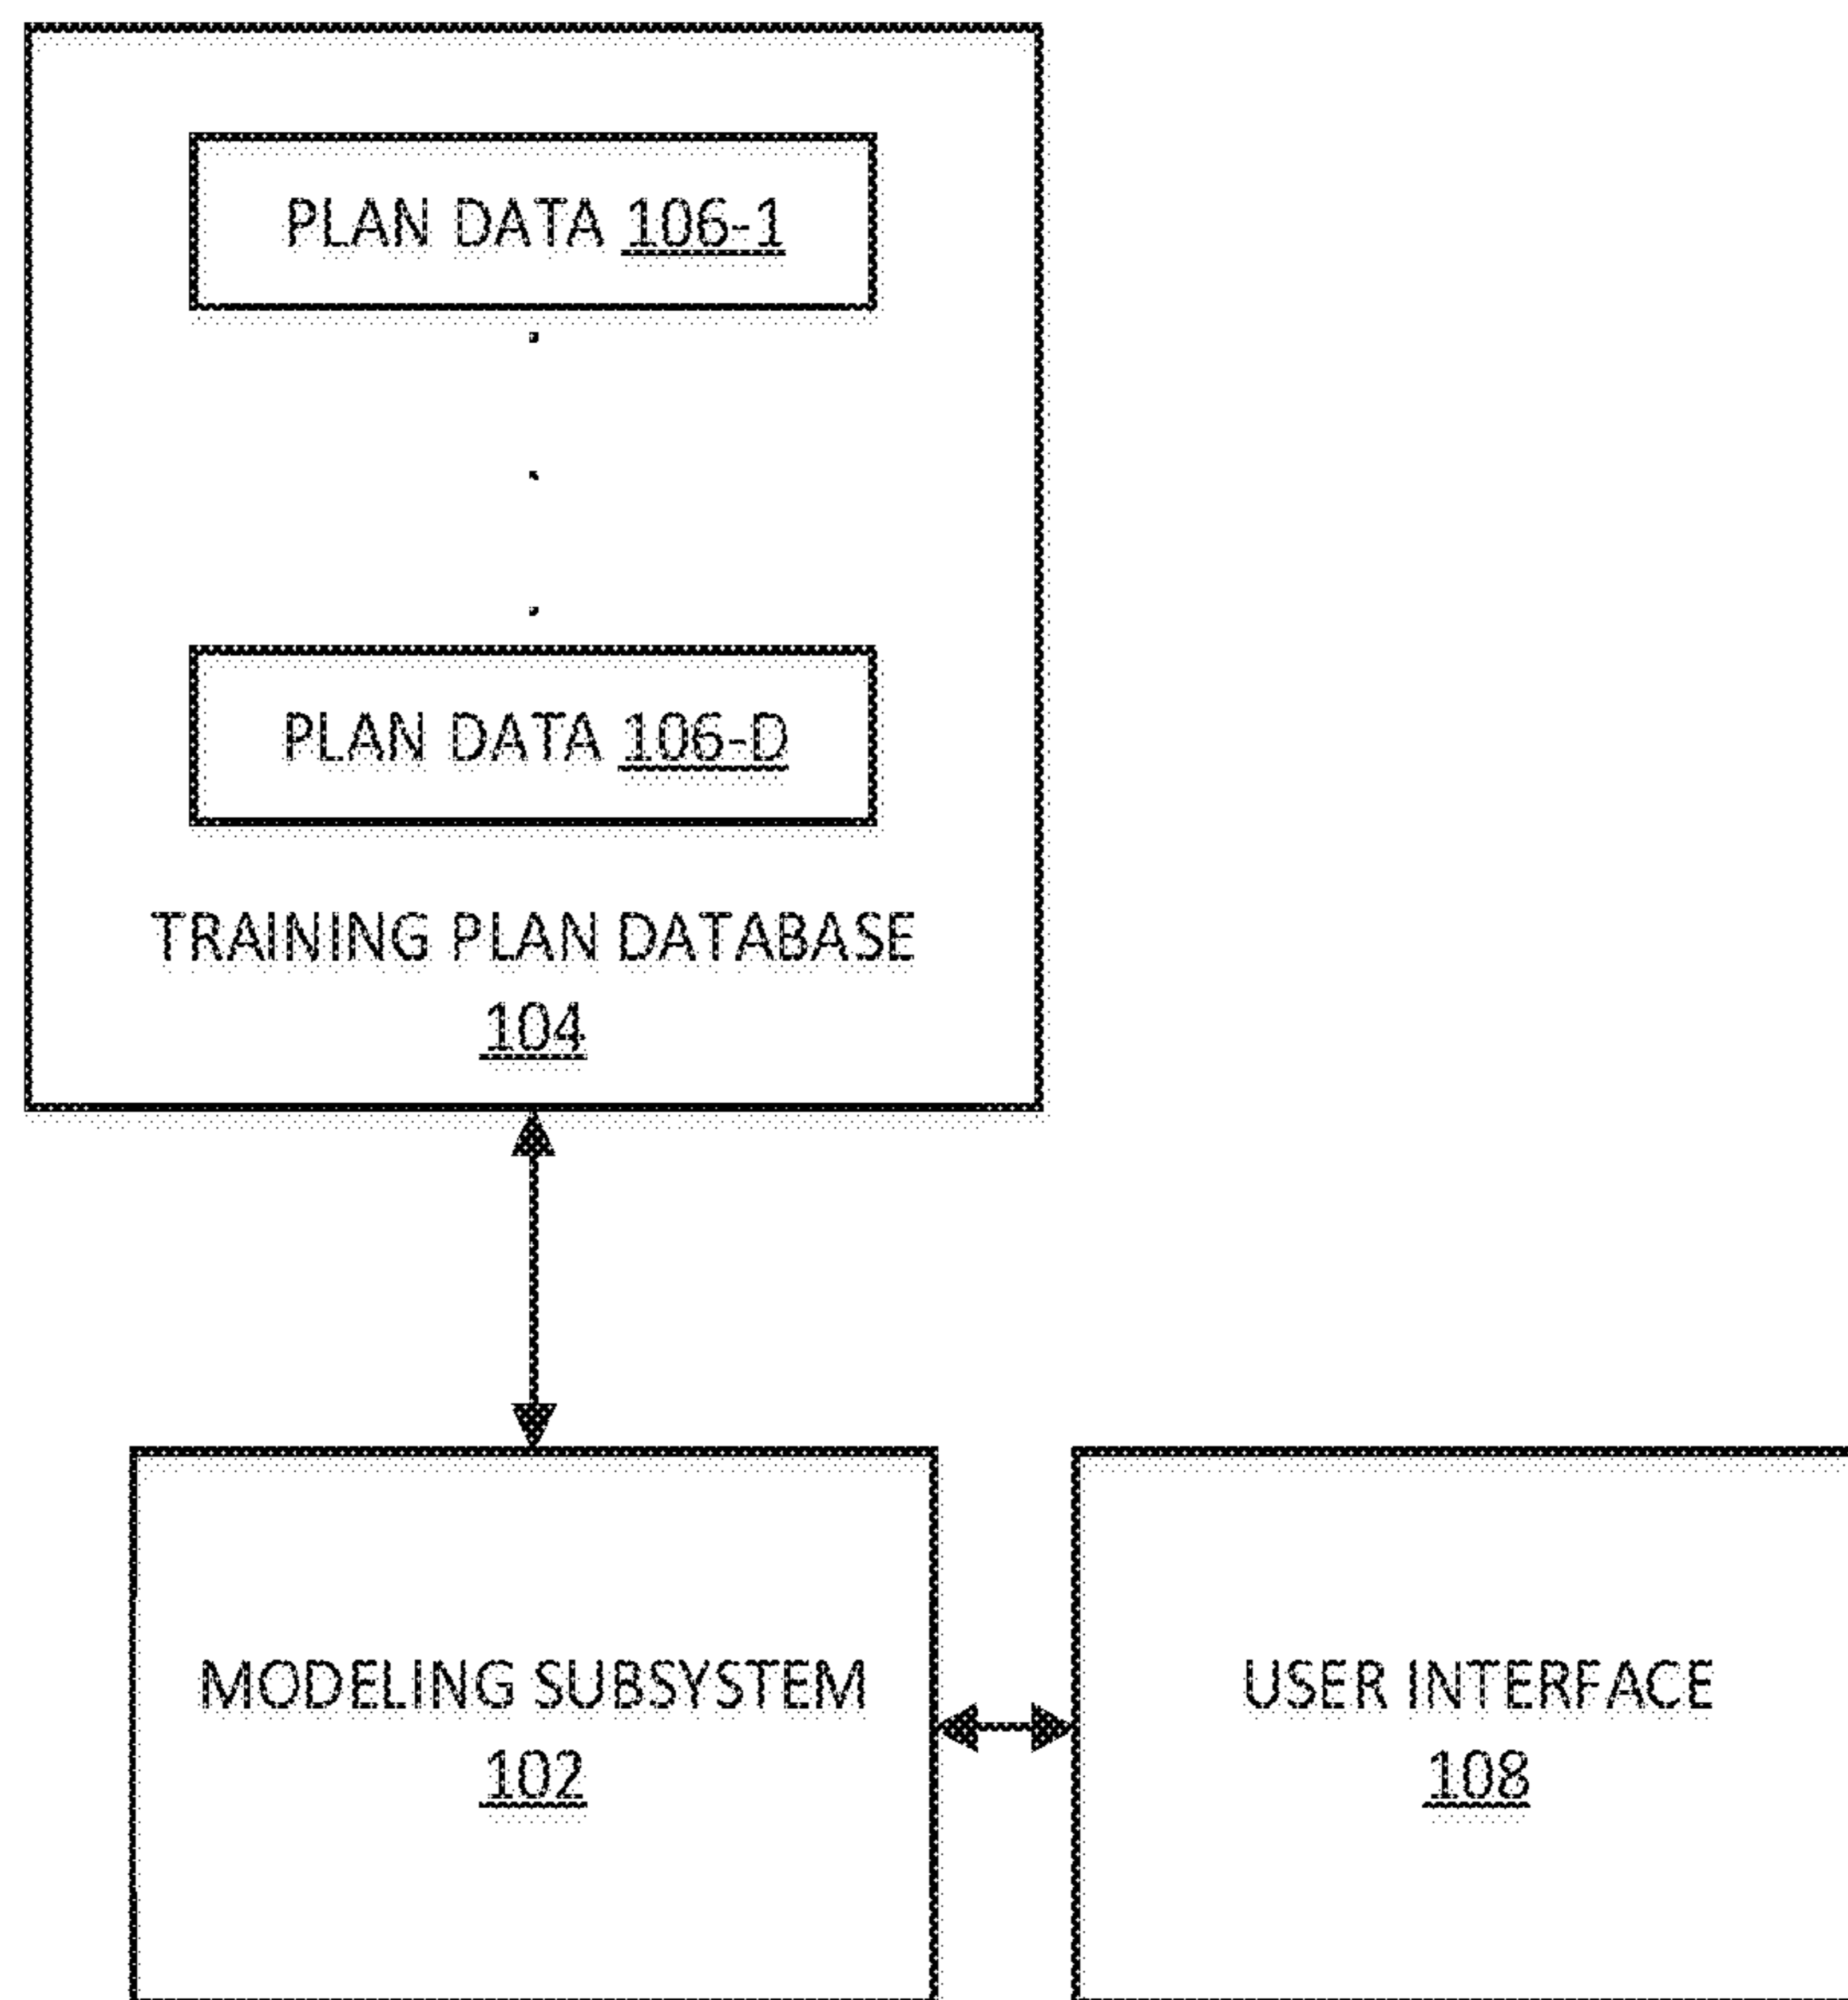 PLAN DATA 106-1
PLAN DATA 106-D
TRAINING PLAN DATABASE
104
MODELING SUBSYSTEM
102
USER INTERFACE
108